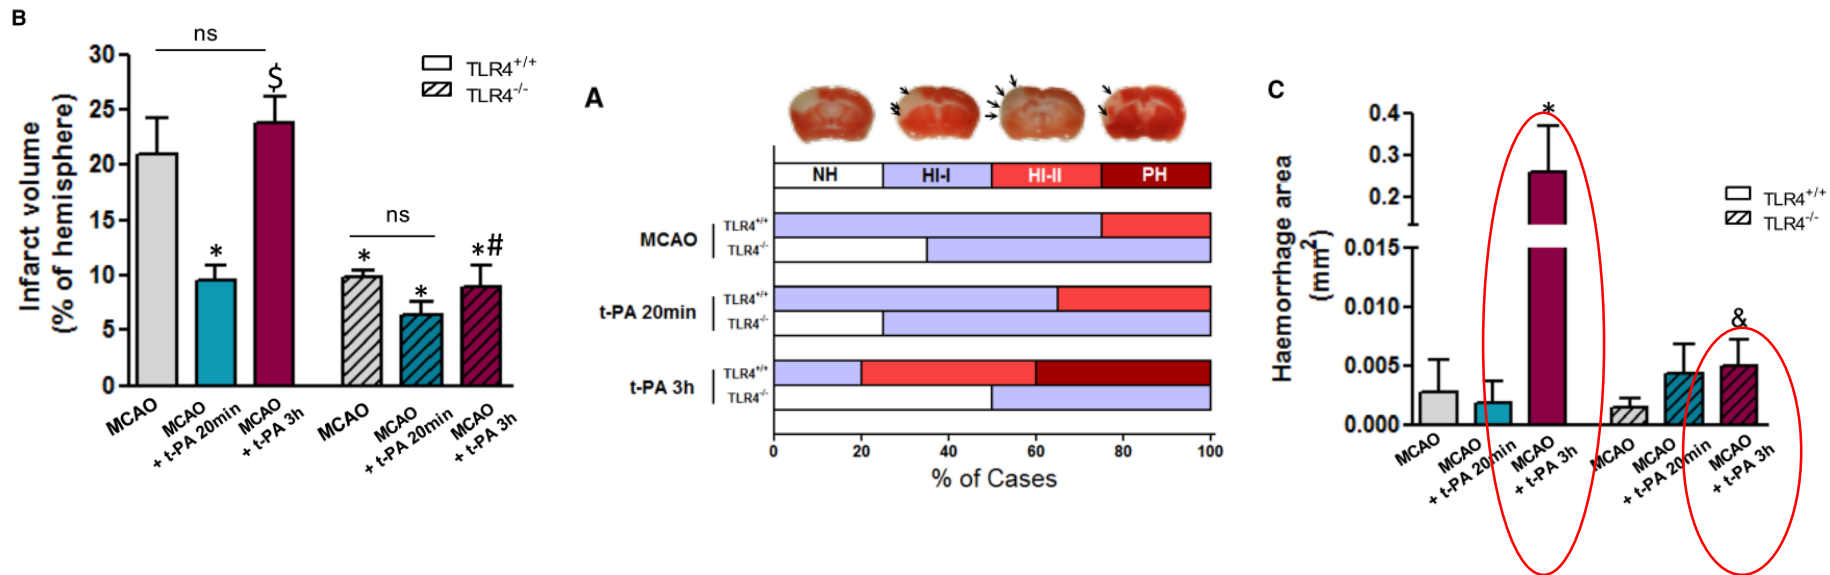 B
ns
30
25
20
15
10
5
0
Infarct volume
(% of hemisphere)
$
*
ns
*
*
*#
TLR4+/+
TLR4-/-
MCAO
MCAO
+ t-PA 20min
MCAO
+ t-PA 3h
MCAO
MCAO
+ t-PA 20min
MCAO
+ t-PA 3h
A
NH HI-I HI-II PH
MCAO
TLR4+/+
TLR4-/-
t-PA 20min
TLR4+/+
TLR4-/-
t-PA 3h
TLR4+/+
TLR4-/-
0 20 40 60 80 100
% of Cases
C
0.4
0.3
0.2
0.015
0.010
0.005
0.000
Haemorrhage area
(mm2)
*
&
TLR4+/+
TLR4-/-
MCAO
MCAO
+ t-PA 20min
MCAO
+ t-PA 3h
MCAO
MCAO
+ t-PA 20min
MCAO
+ t-PA 3h